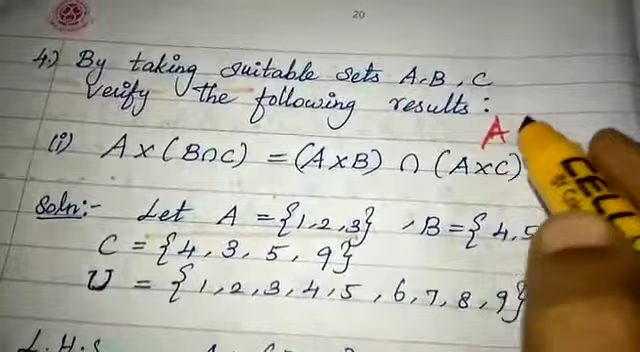 20
4.) By taking suitable sets A, B, C
Verify the following results :
A
(i) A × (B∩C) = (A×B) ∩ (A×C)
Soln:- Let A = {1, 2, 3} , B = { 4, 5
C = {4, 3, 5, 9}
U = {1, 2, 3, 4, 5, 6, 7, 8, 9}
L.H.S
CELL